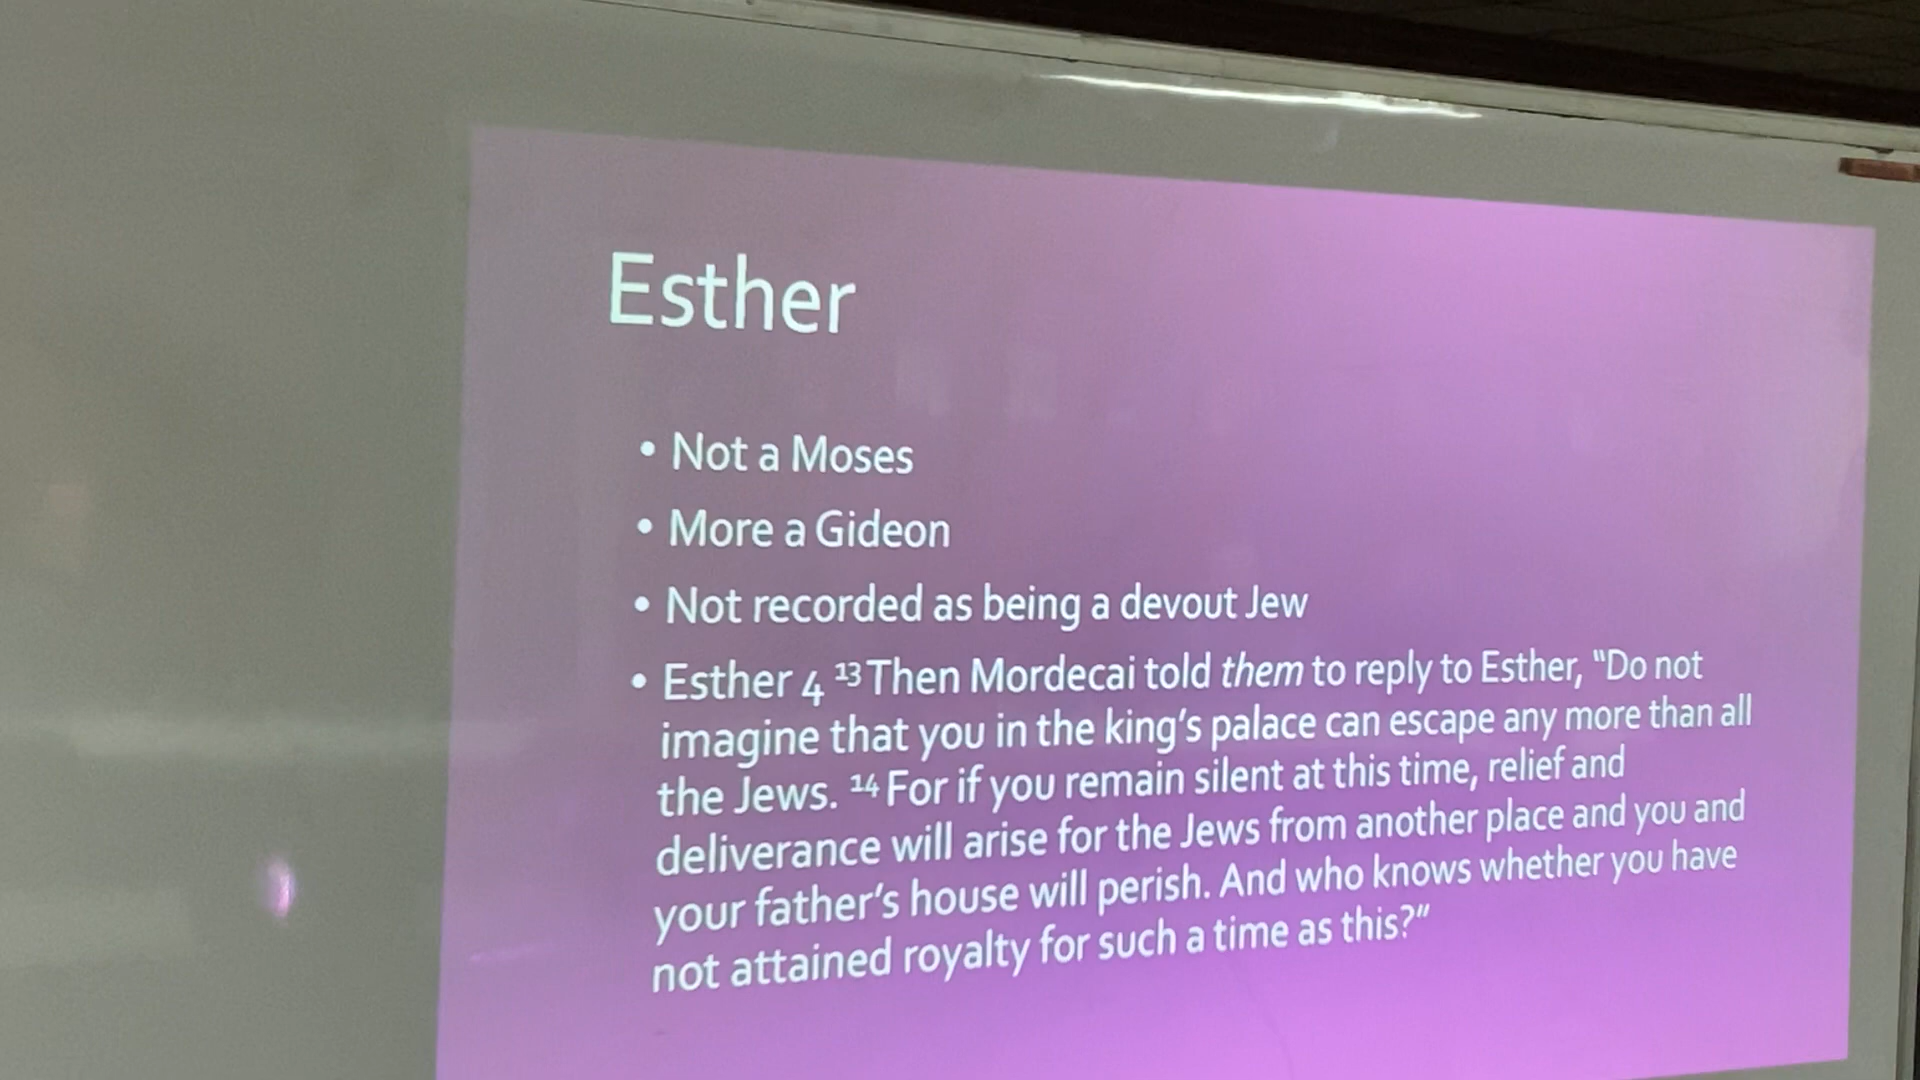 Esther
• Not a Moses
• More a Gideon
• Not recorded as being a devout Jew
• Esther 4 ¹³ Then Mordecai told them to reply to Esther, “Do not
imagine that you in the king’s palace can escape any more than all
the Jews. ¹⁴ For if you remain silent at this time, relief and
deliverance will arise for the Jews from another place and you and
your father’s house will perish. And who knows whether you have
not attained royalty for such a time as this?”